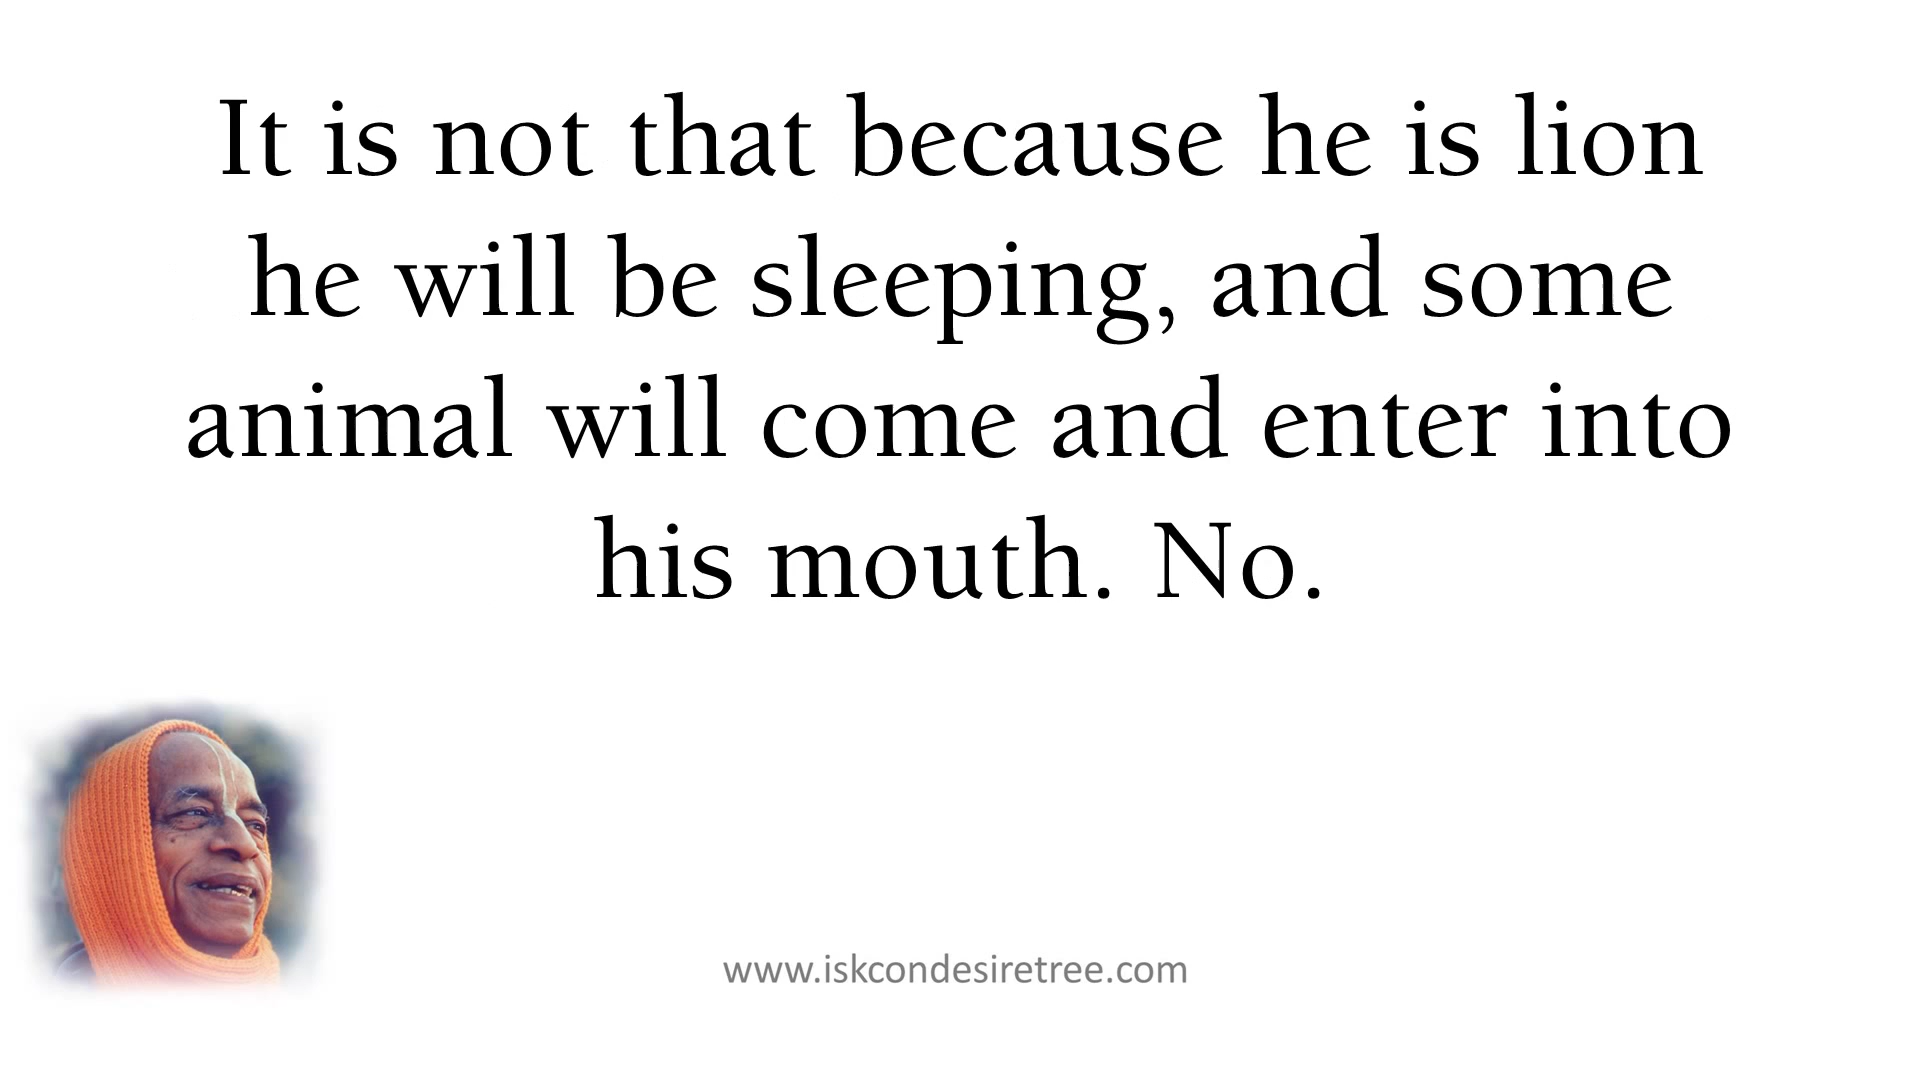 It is not that because he is lion
he will be sleeping, and some
animal will come and enter into
his mouth. No.
www.iskcondesiretree.com